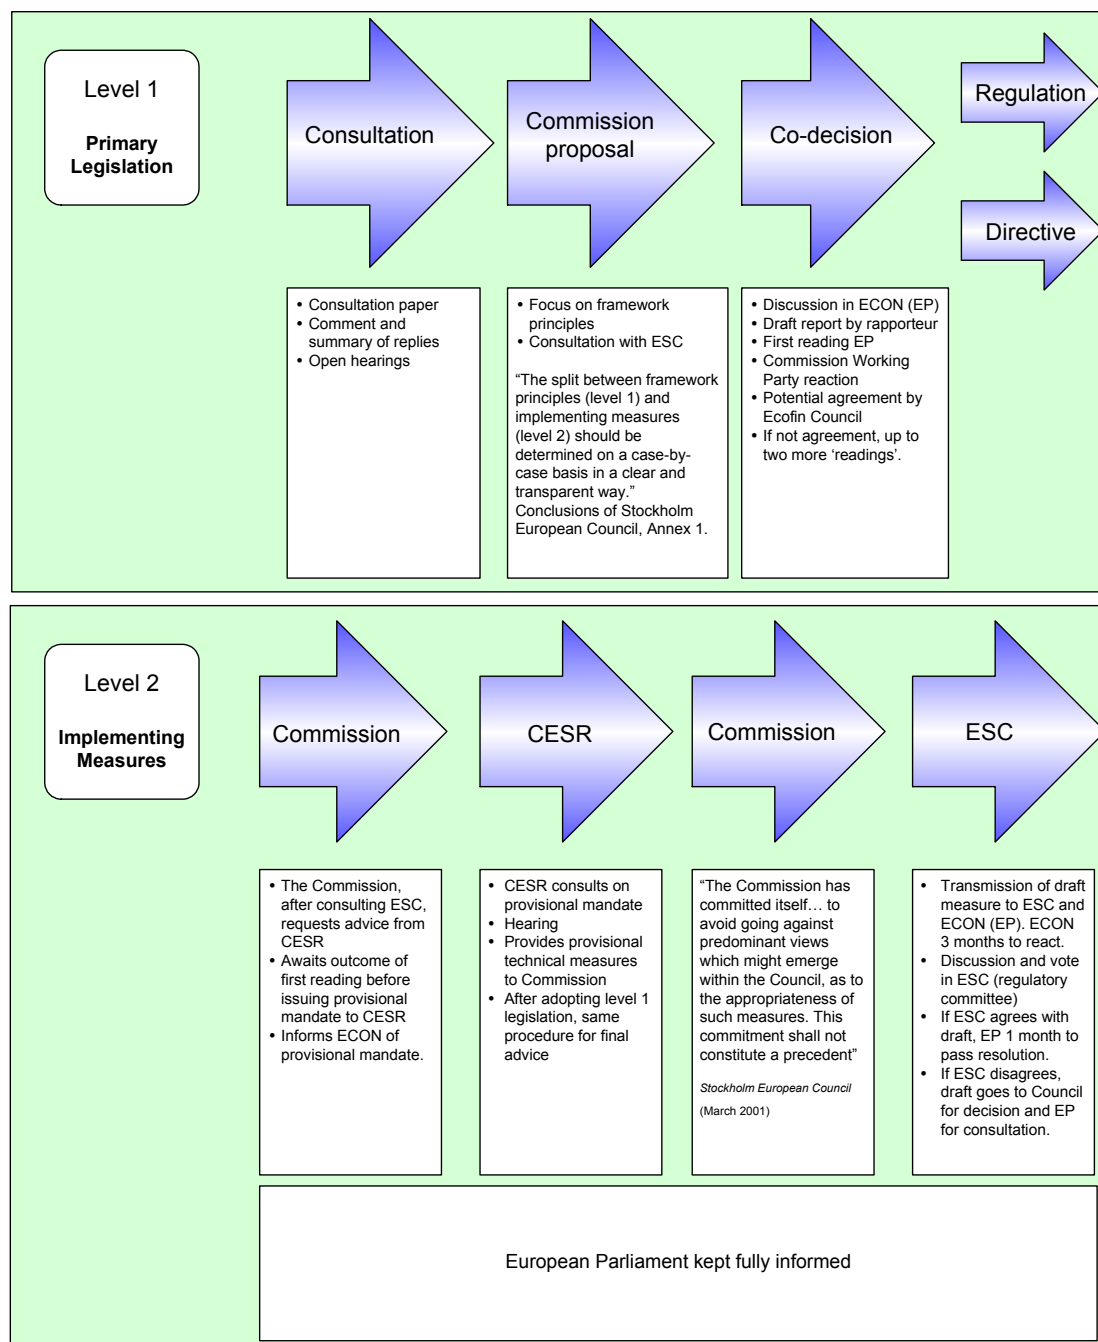 Level 1
Primary
Legislation
Consultation
Commission
proposal
Co-decision
Regulation
Directive
• Consultation paper
• Comment and
summary of replies
• Open hearings
• Focus on framework
principles
• Consultation with ESC
“The split between framework
principles (level 1) and
implementing measures
(level 2) should be
determined on a case-by-
case basis in a clear and
transparent way.”
Conclusions of Stockholm
European Council, Annex 1.
• Discussion in ECON (EP)
• Draft report by rapporteur
• First reading EP
• Commission Working
Party reaction
• Potential agreement by
Ecofin Council
• If not agreement, up to
two more ‘readings’.
Level 2
Implementing
Measures
Commission
CESR
Commission
ESC
• The Commission,
after consulting ESC,
requests advice from
CESR
• Awaits outcome of
first reading before
issuing provisional
mandate to CESR
• Informs ECON of
provisional mandate.
• CESR consults on
provisional mandate
• Hearing
• Provides provisional
technical measures
to Commission
• After adopting level 1
legislation, same
procedure for final
advice
“The Commission has
committed itself… to
avoid going against
predominant views
which might emerge
within the Council, as to
the appropriateness of
such measures. This
commitment shall not
constitute a precedent”
Stockholm European Council
(March 2001)
• Transmission of draft
measure to ESC and
ECON (EP). ECON
3 months to react.
• Discussion and vote
in ESC (regulatory
committee)
• If ESC agrees with
draft, EP 1 month to
pass resolution.
• If ESC disagrees,
draft goes to Council
for decision and EP
for consultation.
European Parliament kept fully informed